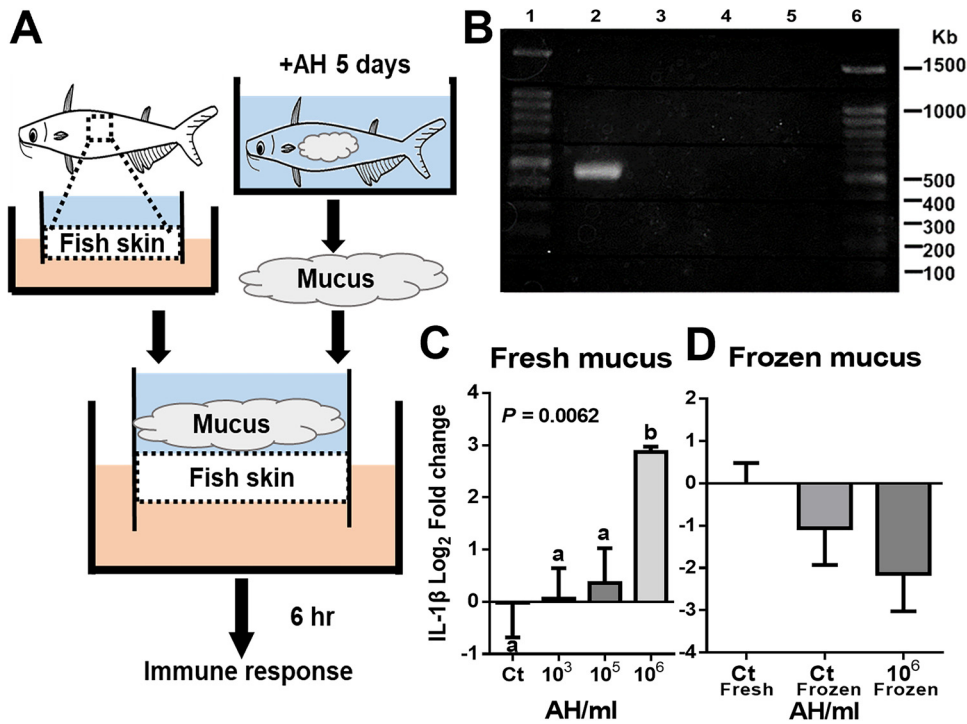 A
+AH 5 days
Fish skin
Mucus
Mucus
Fish skin
6 hr
Immune response
B
1 2 3 4 5 6
Kb
1500
1000
500
400
300
200
100
C
Fresh mucus
P = 0.0062
IL-1β Log2 Fold change
4
3
2
1
0
-1
a
a
a
b
Ct 10³ 10⁵ 10⁶
AH/ml
D
Frozen mucus
2
1
0
-1
-2
-3
-4
Ct Ct 10⁶
Fresh Frozen Frozen
AH/ml